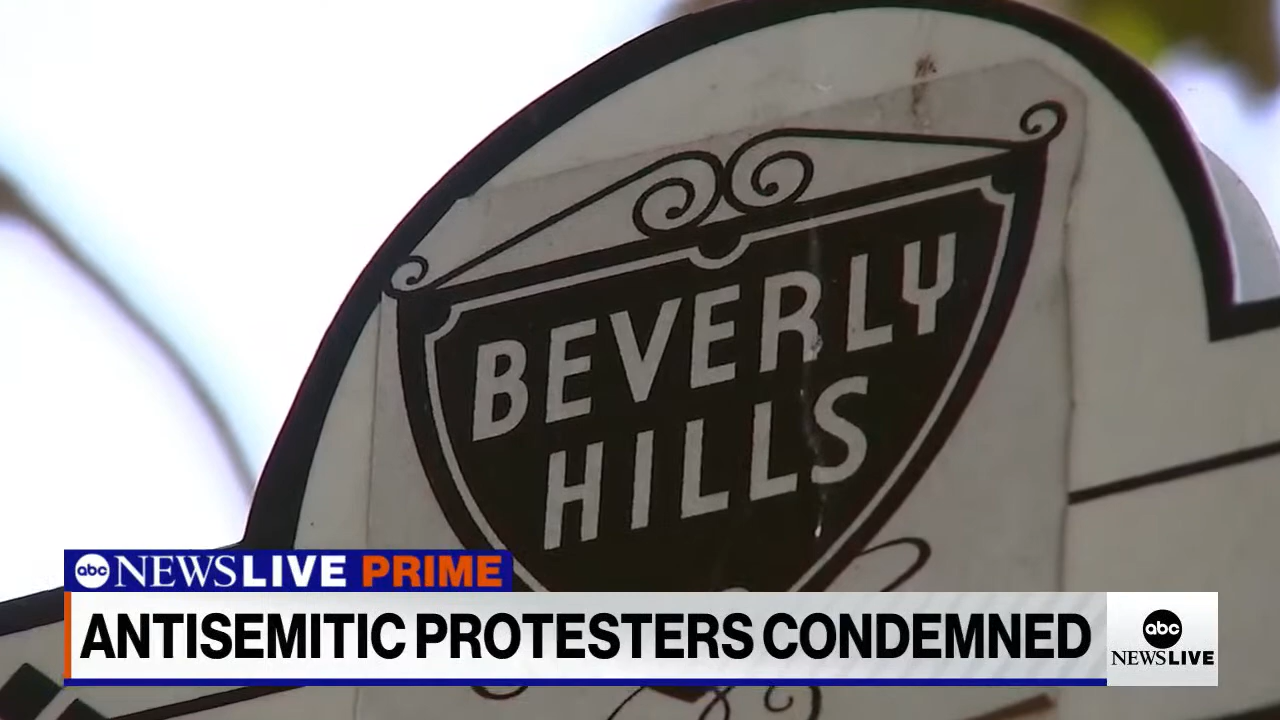 BEVERLY
HILLS
abc NEWS LIVE PRIME
ANTISEMITIC PROTESTERS CONDEMNED
abc
NEWS LIVE